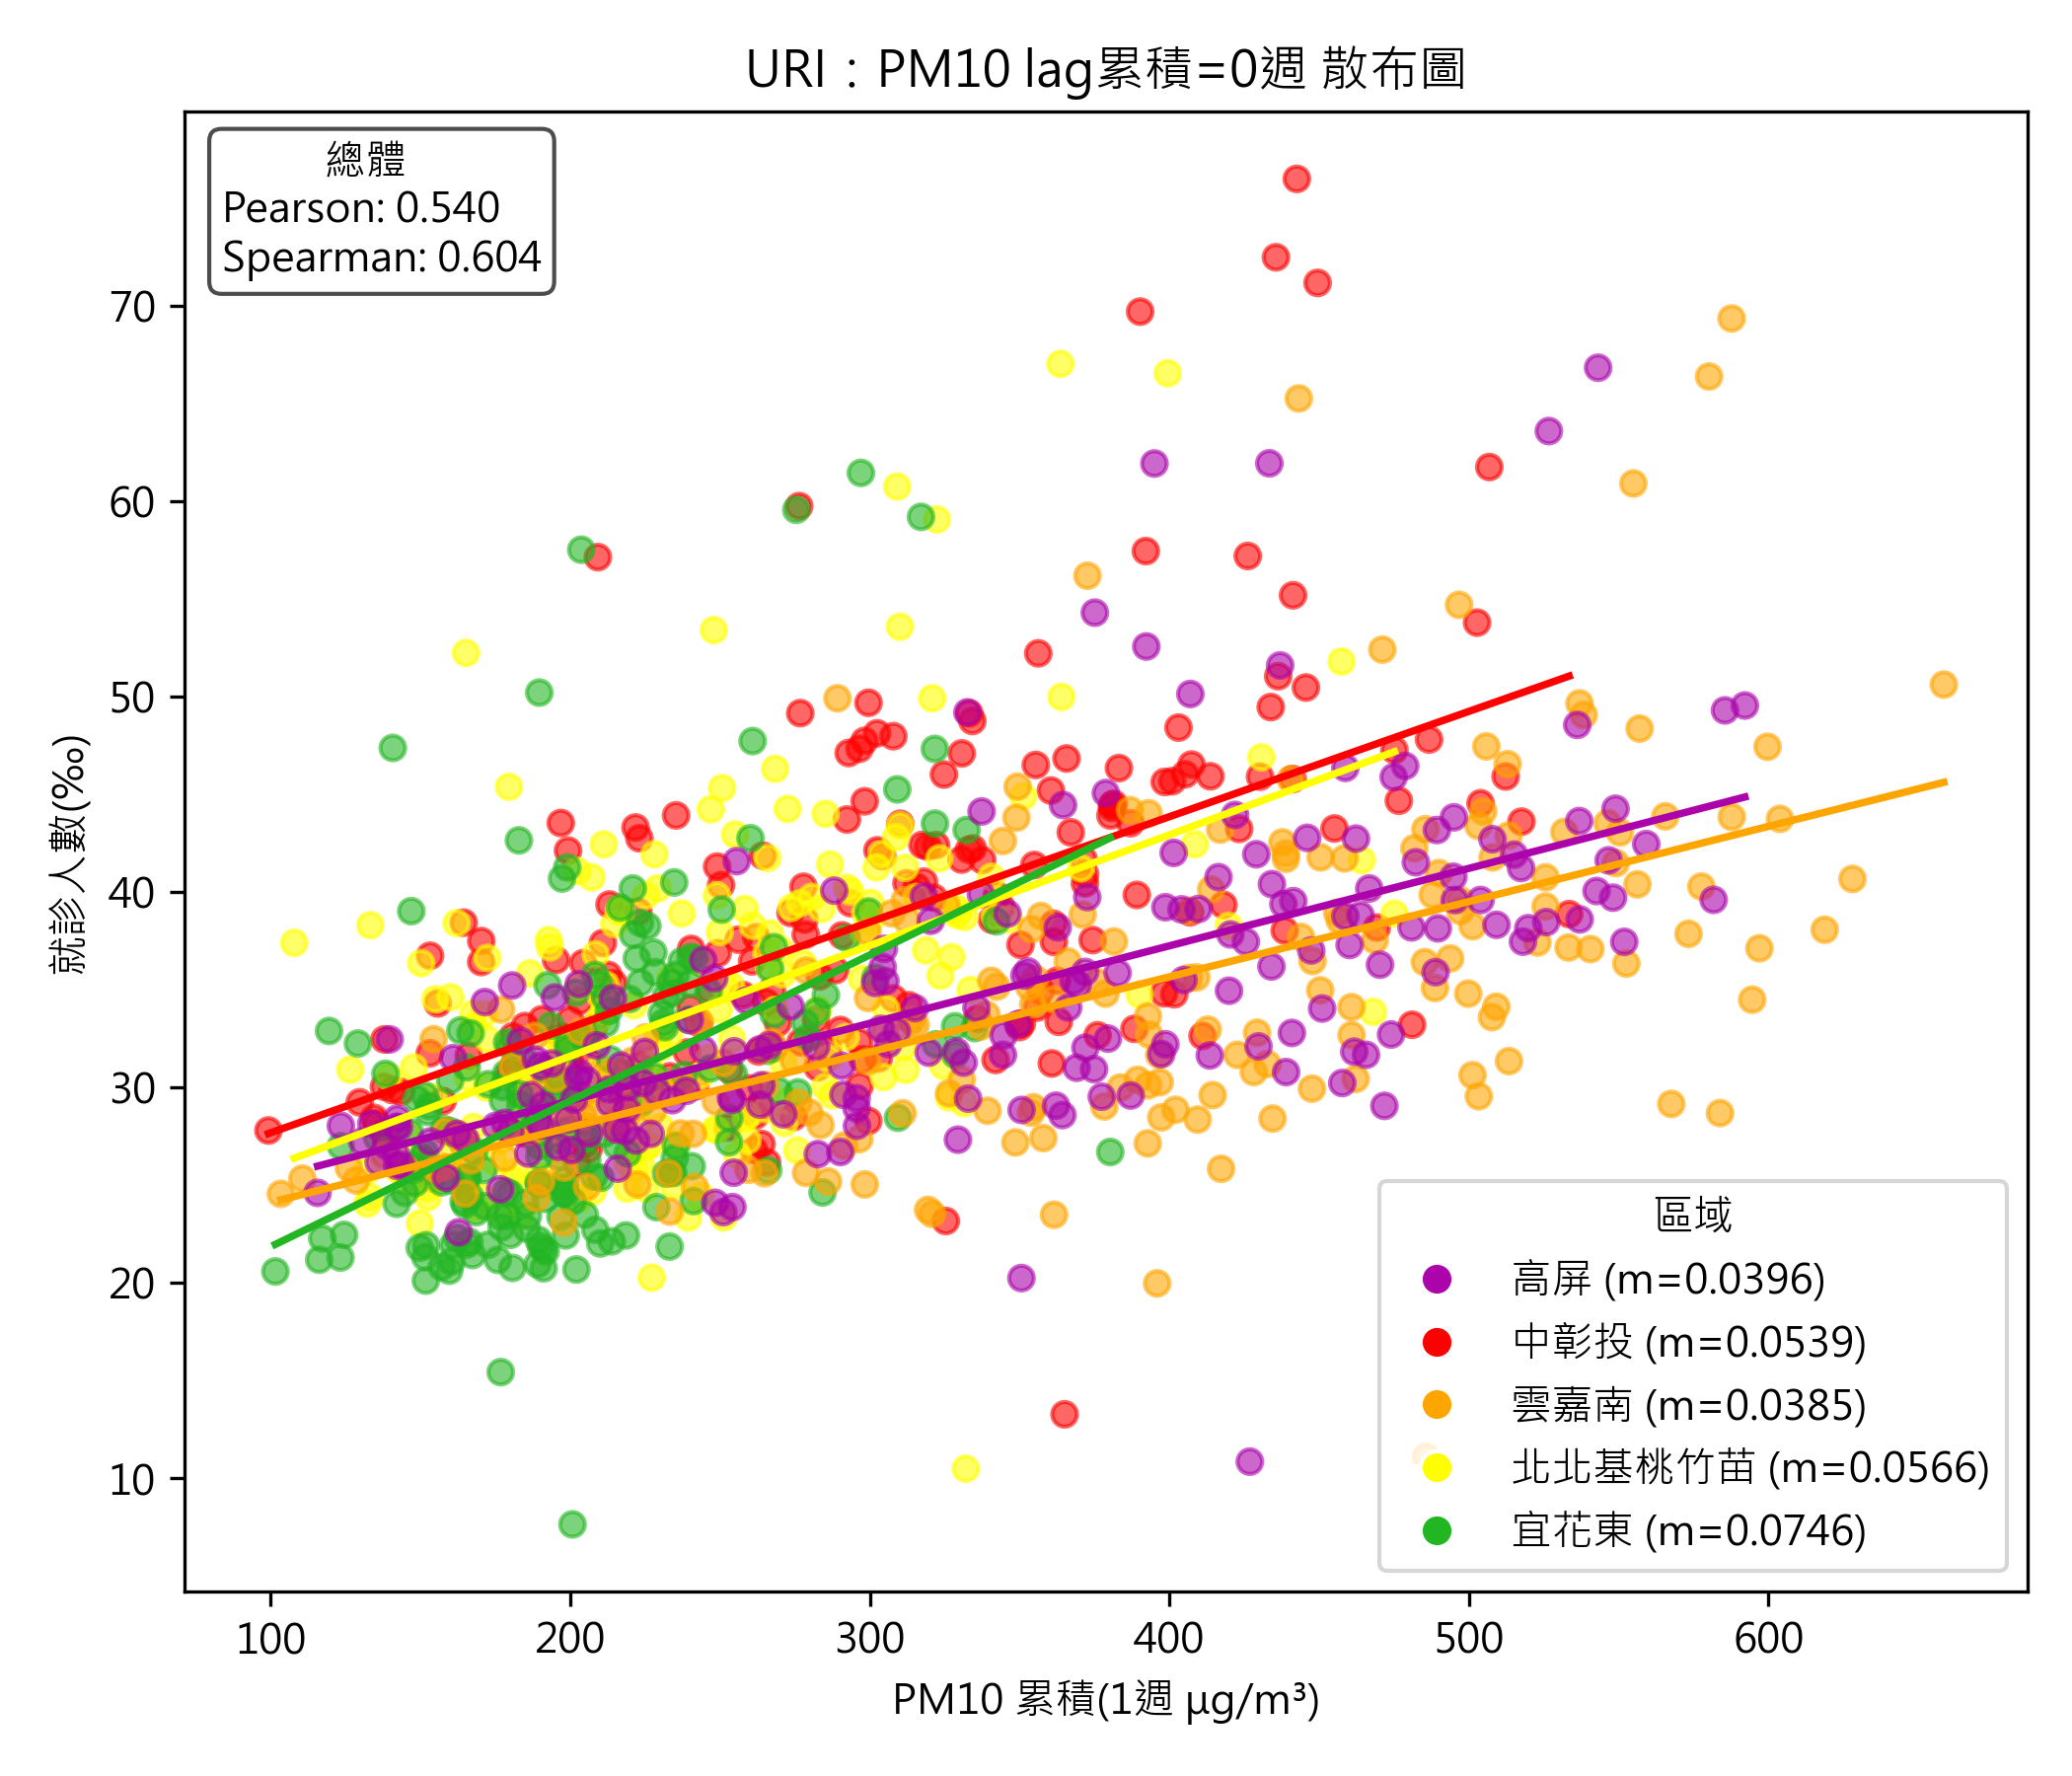 URI：PM10 lag累積=0週 散布圖
總體
Pearson: 0.540
Spearman: 0.604
就診人數(‰)
70
60
50
40
30
20
10
100
200
300
400
500
600
PM10 累積(1週 µg/m³)
區域
高屏 (m=0.0396)
中彰投 (m=0.0539)
雲嘉南 (m=0.0385)
北北基桃竹苗 (m=0.0566)
宜花東 (m=0.0746)